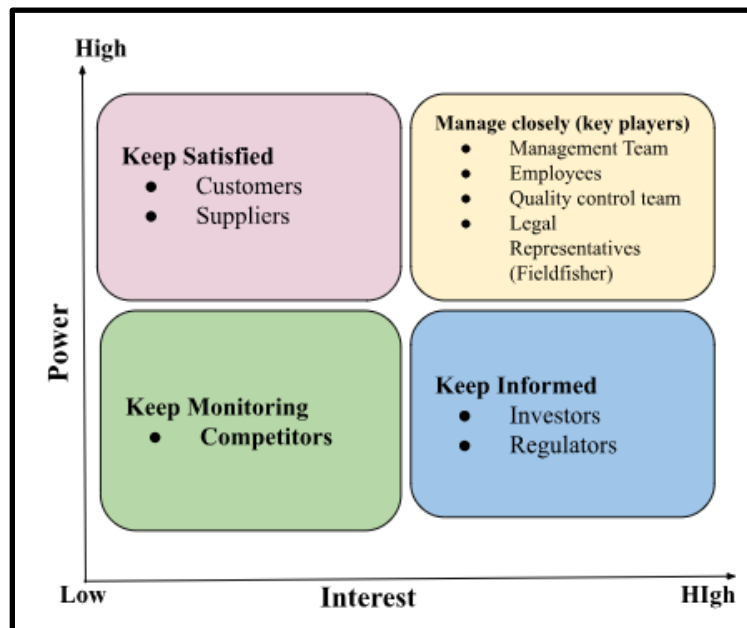 High
Keep Satisfied
● Customers
● Suppliers
Manage closely (key players)
● Management Team
● Employees
● Quality control team
● Legal
Representatives
(Fieldfisher)
Power
Keep Monitoring
● Competitors
Keep Informed
● Investors
● Regulators
Low
Interest
HIgh